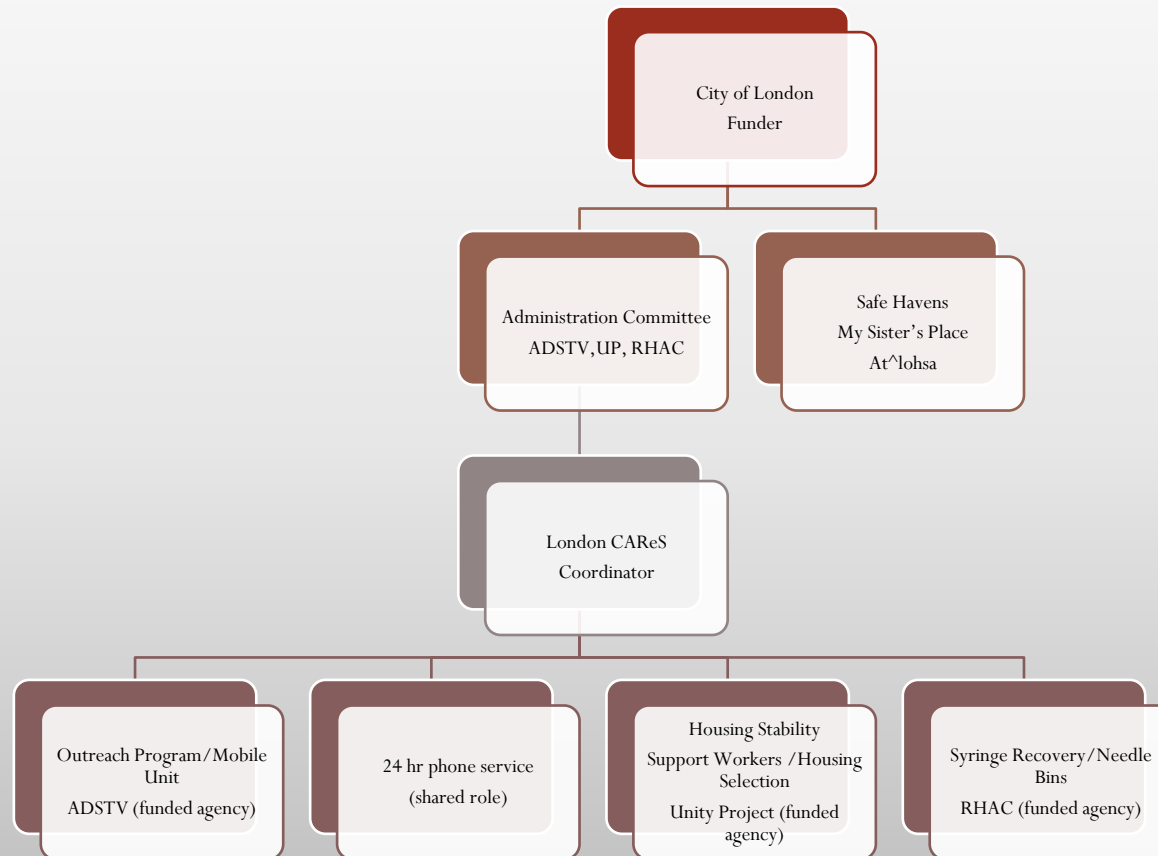 City of London
Funder
Administration Committee
ADSTV,UP, RHAC
Safe Havens
My Sister’s Place
At^lohsa
London CAReS
Coordinator
Outreach Program/Mobile
Unit
ADSTV (funded agency)
24 hr phone service
(shared role)
Housing Stability
Support Workers /Housing
Selection
Unity Project (funded
agency)
Syringe Recovery/Needle
Bins
RHAC (funded agency)